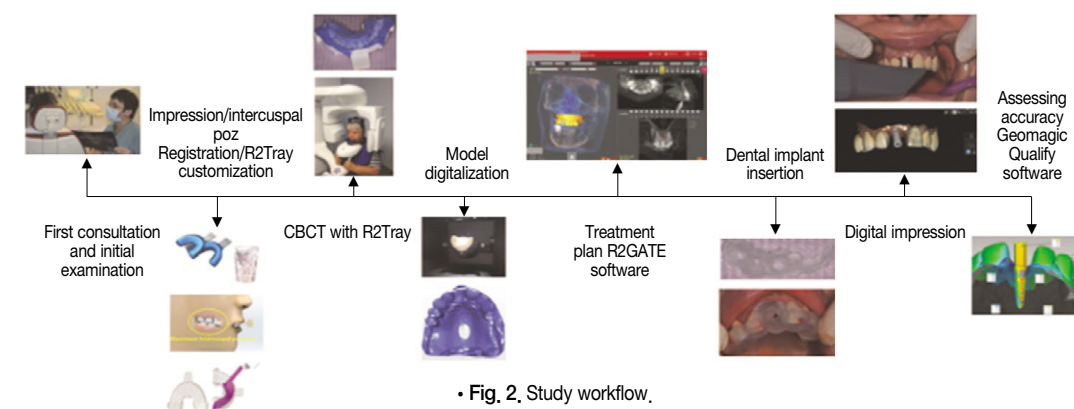 First consultation
and initial
examination
Impression/intercuspal
poz
Registration/R2Tray
customization
CBCT with R2Tray
Model
digitalization
Treatment
plan R2GATE
software
Dental implant
insertion
Digital impression
Assessing
accuracy
Geomagic
Qualify
software
• Fig. 2. Study workflow.